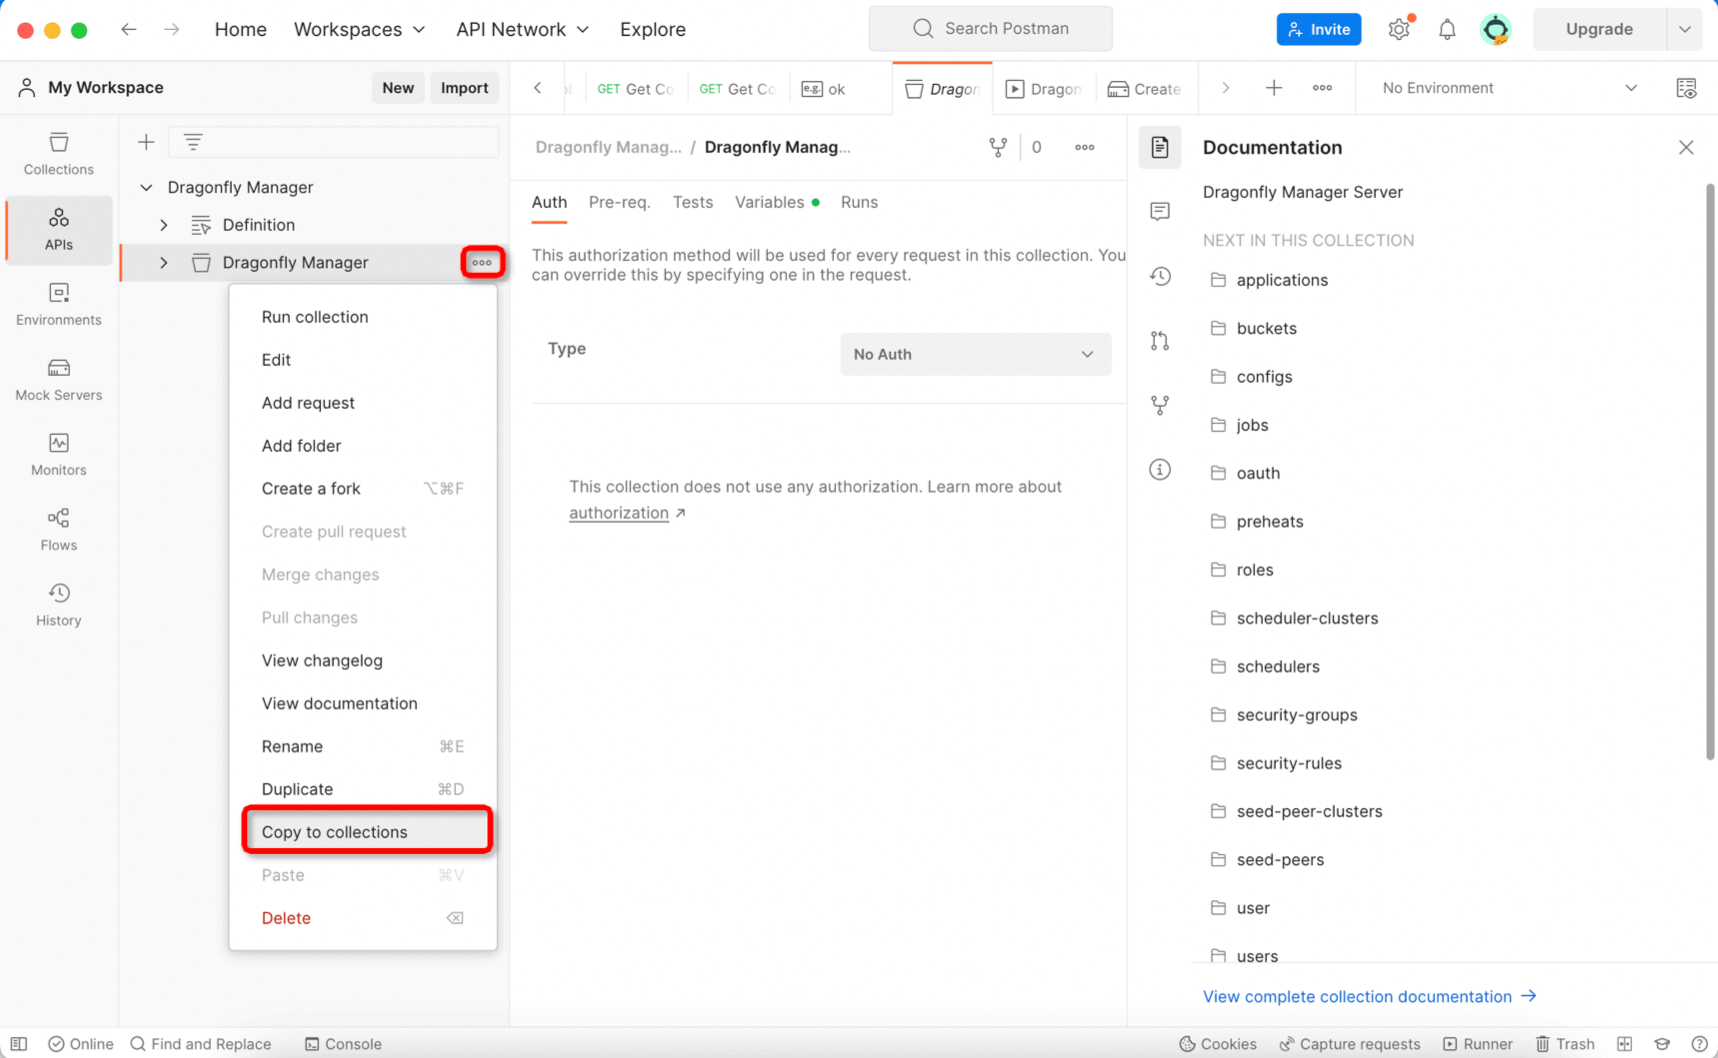 Home
Workspaces
API Network
Explore
Search Postman
Invite
Upgrade
My Workspace
New
Import
GET Get Co
GET Get Co
e.g. ok
Dragon
Dragon
Create
No Environment
Collections
APIs
Environments
Mock Servers
Monitors
Flows
History
Dragonfly Manager
Definition
Dragonfly Manager
Run collection
Edit
Add request
Add folder
Create a fork ⌥⌘F
Create pull request
Merge changes
Pull changes
View changelog
View documentation
Rename ⌘E
Duplicate ⌘D
Copy to collections
Paste ⌘V
Delete
Dragonfly Manag... / Dragonfly Manag...
0
Auth
Pre-req.
Tests
Variables
Runs
This authorization method will be used for every request in this collection. You
can override this by specifying one in the request.
Type
No Auth
This collection does not use any authorization. Learn more about
authorization ↗
Documentation
Dragonfly Manager Server
NEXT IN THIS COLLECTION
applications
buckets
configs
jobs
oauth
preheats
roles
scheduler-clusters
schedulers
security-groups
security-rules
seed-peer-clusters
seed-peers
user
users
View complete collection documentation →
Online
Find and Replace
Console
Cookies
Capture requests
Runner
Trash